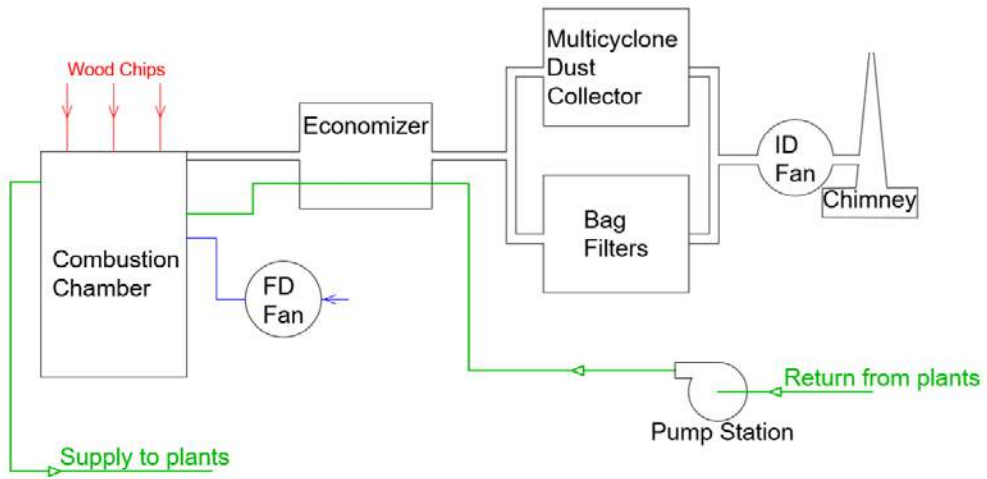 Wood Chips
Economizer
Multicyclone
Dust
Collector
ID
Fan
Chimney
Bag
Filters
Combustion
Chamber
FD
Fan
Return from plants
Pump Station
Supply to plants